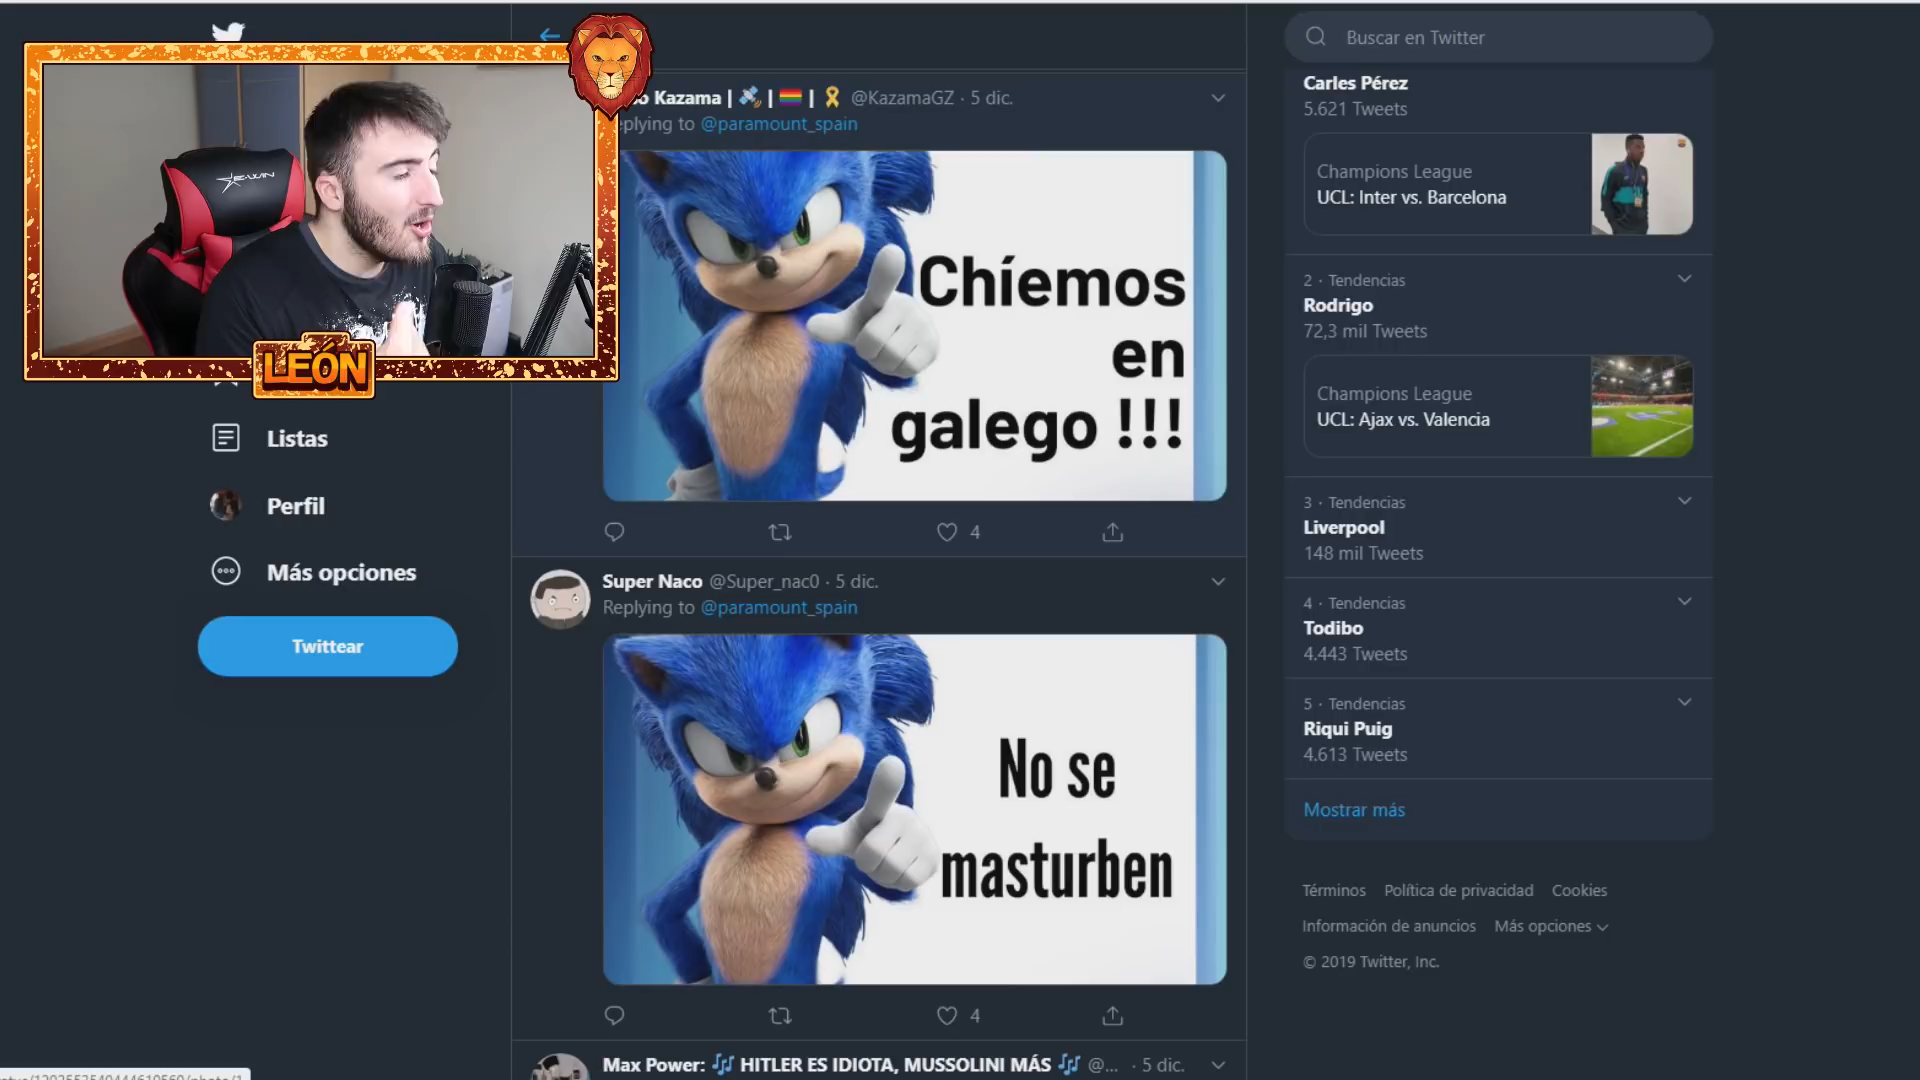 E-WIN
LEÓN
Listas
Perfil
Más opciones
Twittear
Kazama | | | @KazamaGZ · 5 dic.
Replying to @paramount_spain
Chíemos
en
galego !!!
4
Super Naco @Super_nac0 · 5 dic.
Replying to @paramount_spain
No se
masturben
4
Max Power: 🎶 HITLER ES IDIOTA, MUSSOLINI MÁS 🎶 @... · 5 dic.
Buscar en Twitter
Carles Pérez
5.621 Tweets
Champions League
UCL: Inter vs. Barcelona
2 · Tendencias
Rodrigo
72,3 mil Tweets
Champions League
UCL: Ajax vs. Valencia
3 · Tendencias
Liverpool
148 mil Tweets
4 · Tendencias
Todibo
4.443 Tweets
5 · Tendencias
Riqui Puig
4.613 Tweets
Mostrar más
Términos Política de privacidad Cookies
Información de anuncios Más opciones
© 2019 Twitter, Inc.